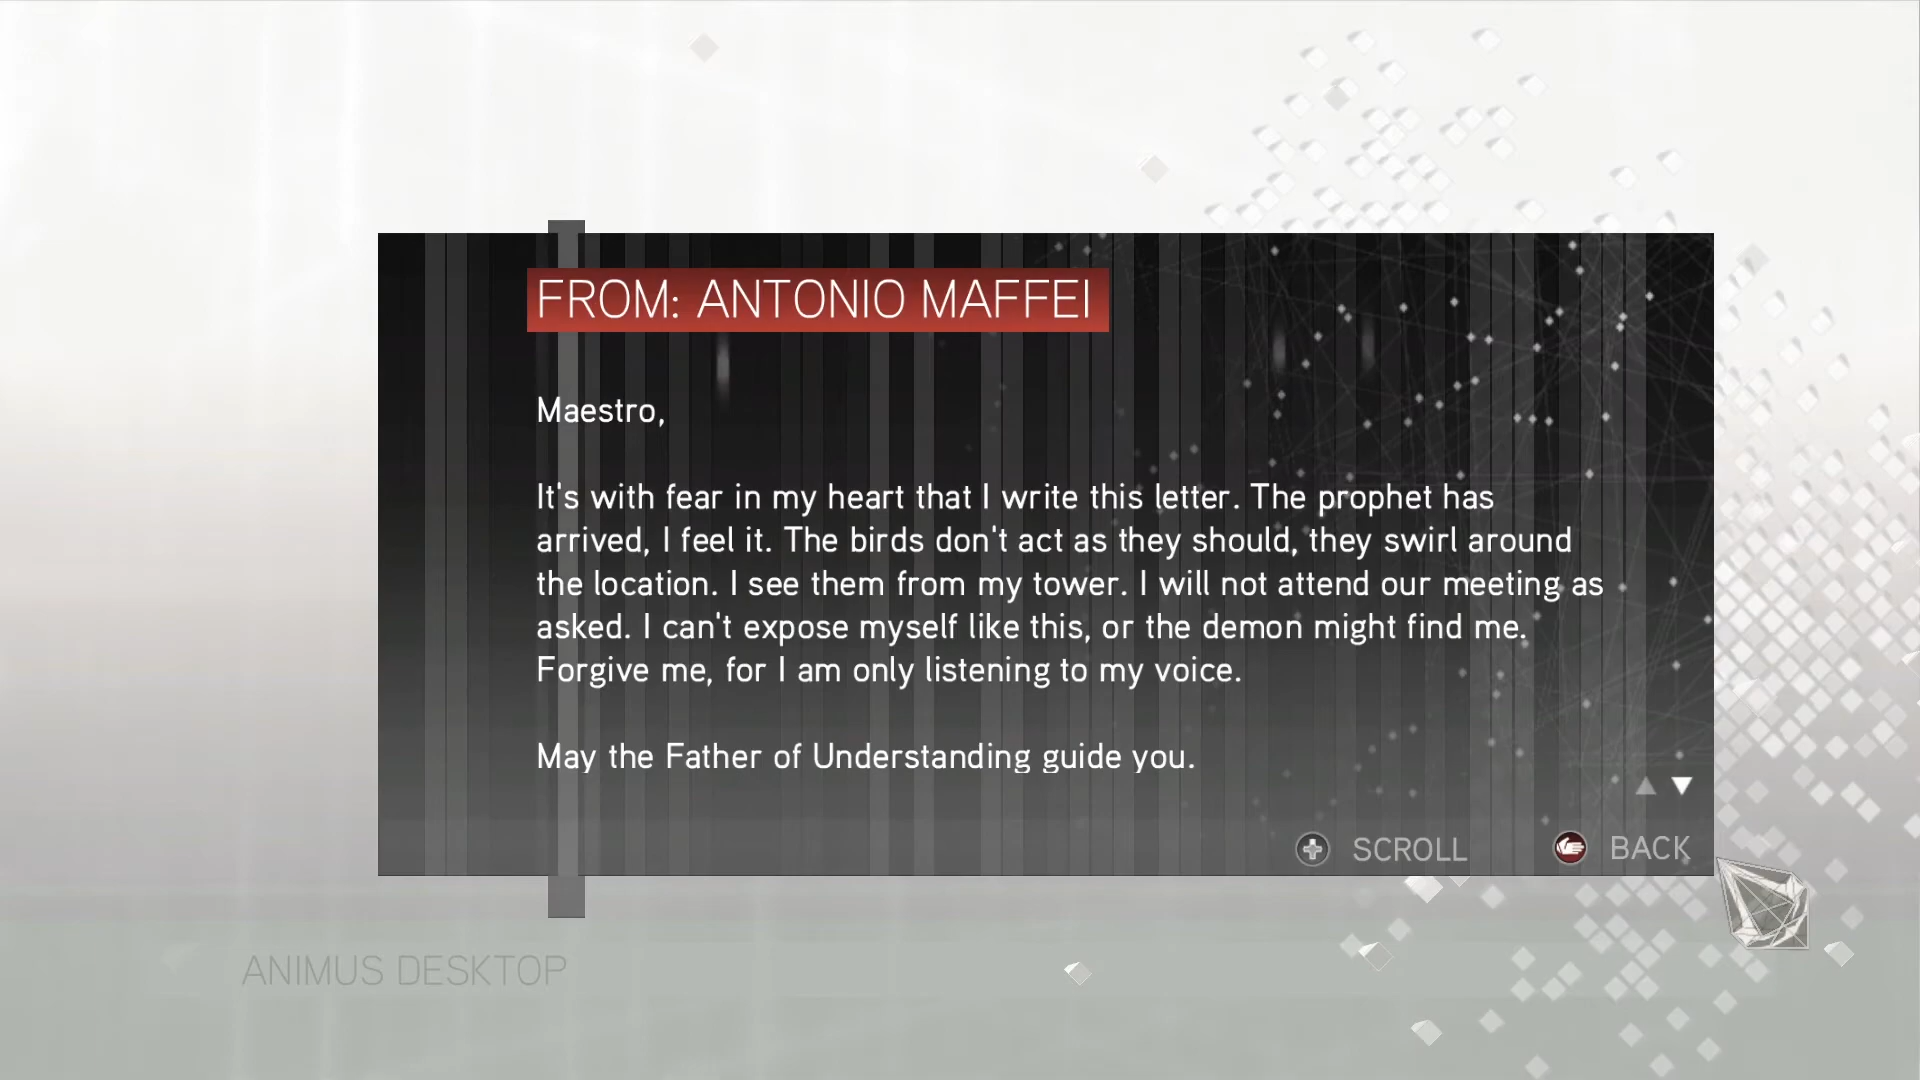 FROM: ANTONIO MAFFEI
Maestro,
It's with fear in my heart that I write this letter. The prophet has
arrived, I feel it. The birds don't act as they should, they swirl around
the location. I see them from my tower. I will not attend our meeting as
asked. I can't expose myself like this, or the demon might find me.
Forgive me, for I am only listening to my voice.
May the Father of Understanding guide you.
SCROLL
BACK
ANIMUS DESKTOP